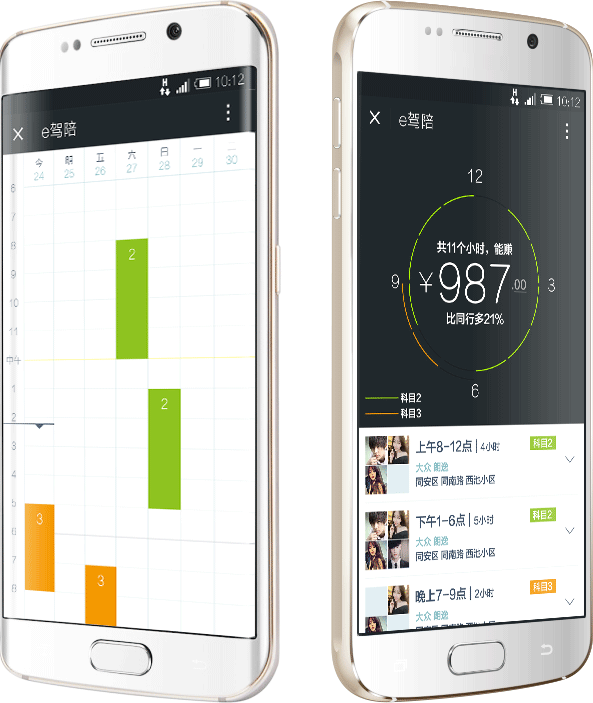 H
10:12
e驾陪
今 明 五 六 日 一 二
24 25 26 27 28 29 30
6
7
8
2
9
10
11
中午
1
2
2
3
4
5
3
6
7
3
8
H
10:12
e驾陪
12
共11个小时，能赚
9
¥987.00
3
比同行多21%
6
科目2
科目3
上午8-12点 | 4小时
科目2
大众 朗逸
同安区 同南路 西池小区
下午1-6点 | 5小时
科目2
大众 朗逸
同安区 同南路 西池小区
晚上7-9点 | 2小时
科目3
大众 朗逸
同安区 同南路 西池小区